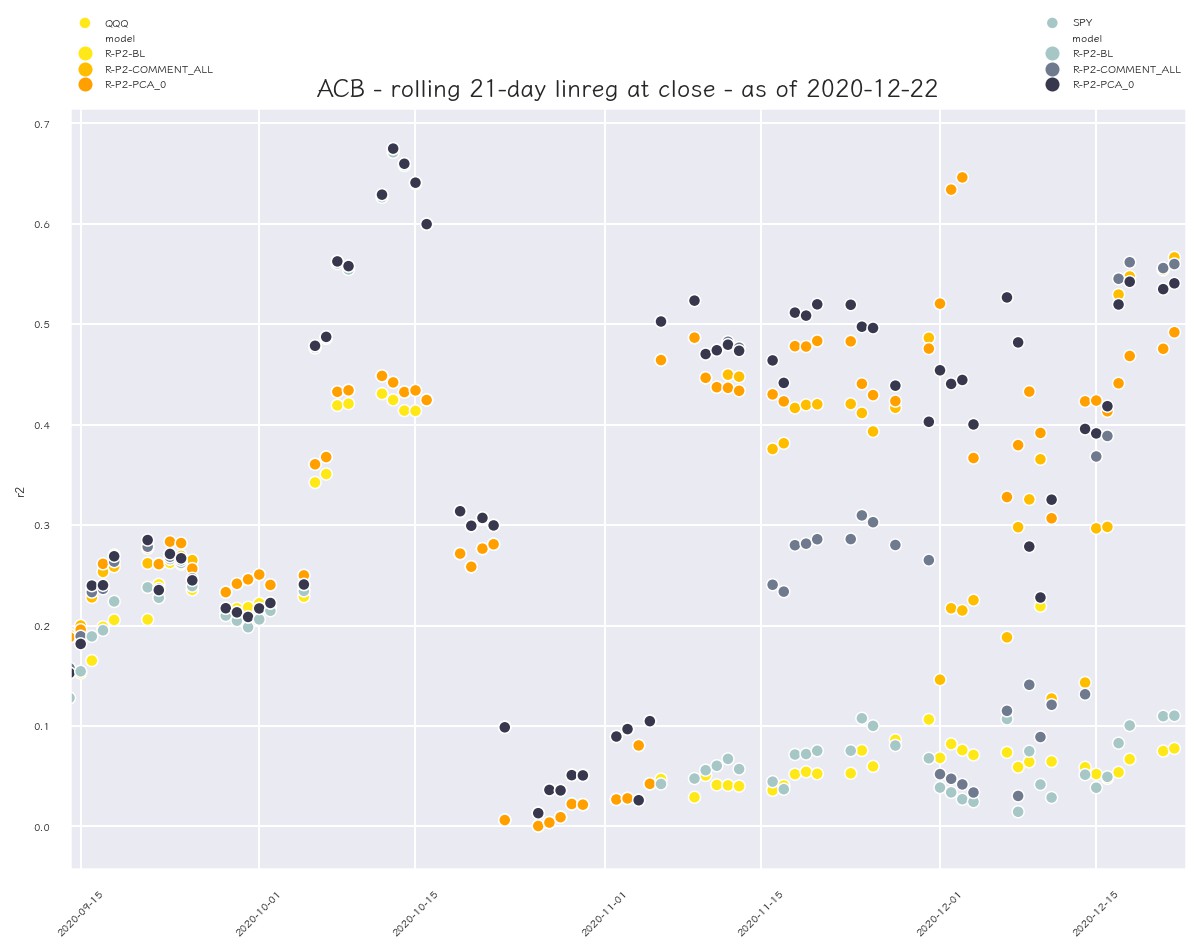 QQQ
model
R-P2-BL
R-P2-COMMENT_ALL
R-P2-PCA_0
SPY
model
R-P2-BL
R-P2-COMMENT_ALL
R-P2-PCA_0
ACB - rolling 21-day linreg at close - as of 2020-12-22
0.7
0.6
0.5
0.4
0.3
0.2
0.1
0.0
r2
2020-09-15
2020-10-01
2020-10-15
2020-11-01
2020-11-15
2020-12-01
2020-12-15